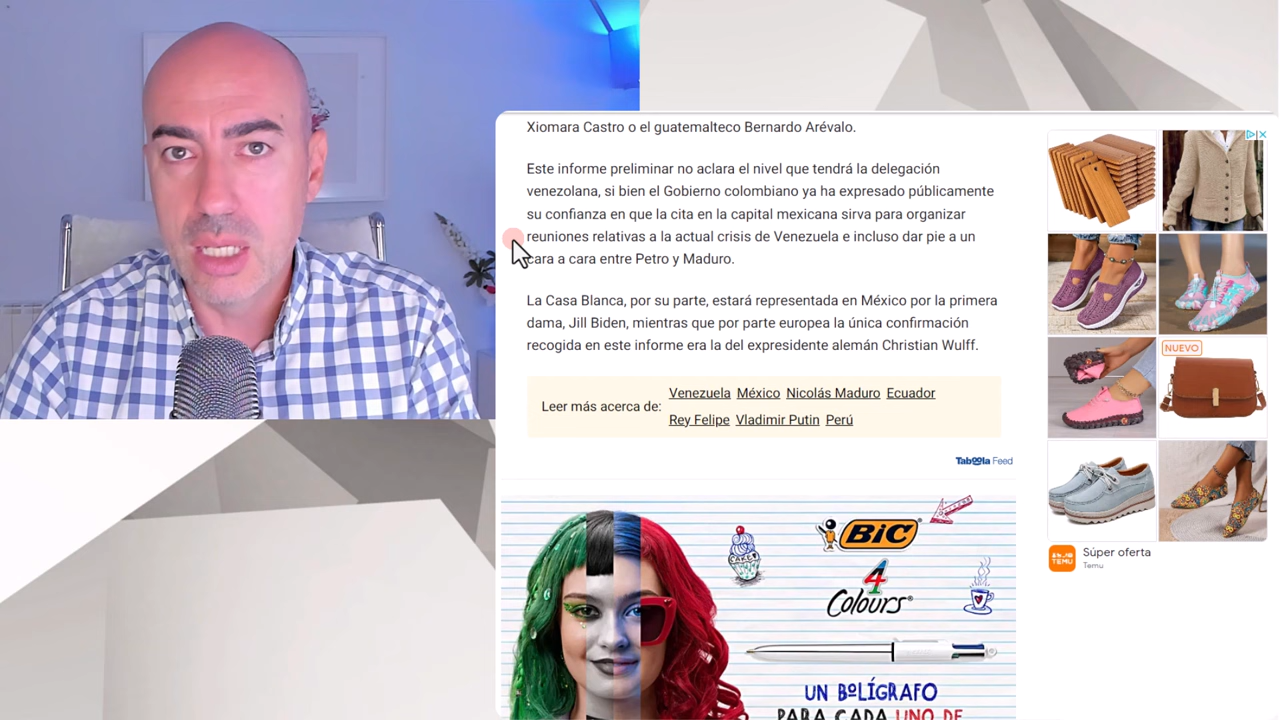 Xiomara Castro o el guatemalteco Bernardo Arévalo.
Este informe preliminar no aclara el nivel que tendrá la delegación
venezolana, si bien el Gobierno colombiano ya ha expresado públicamente
su confianza en que la cita en la capital mexicana sirva para organizar
reuniones relativas a la actual crisis de Venezuela e incluso dar pie a un
cara a cara entre Petro y Maduro.
La Casa Blanca, por su parte, estará representada en México por la primera
dama, Jill Biden, mientras que por parte europea la única confirmación
recogida en este informe era la del expresidente alemán Christian Wulff.
Leer más acerca de:
Venezuela México Nicolás Maduro Ecuador
Rey Felipe Vladimir Putin Perú
Taboola Feed
BiC
4
Colours
UN BOLÍGRAFO
PARA CADA UNO DE
NUEVO
TEMU
Súper oferta
Temu